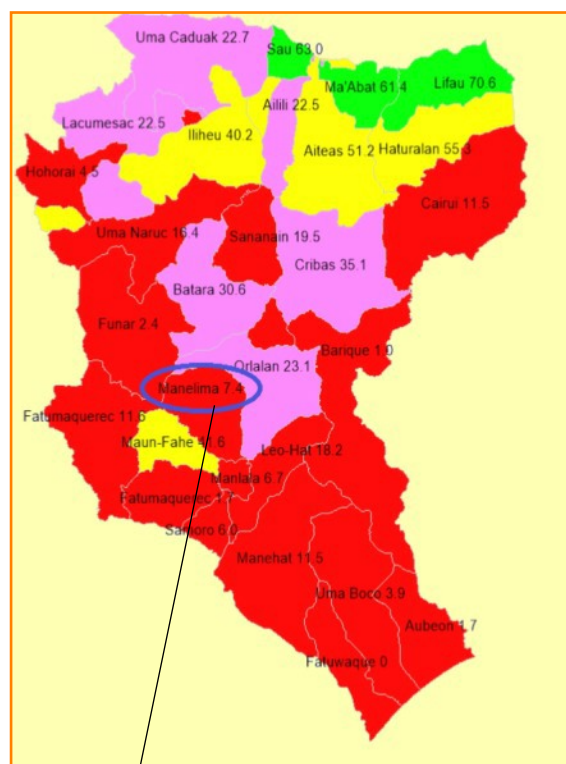 Uma Caduak 22.7
Sau 63.0
Ma'Abat 61.4
Lifau 70.6
Ailili 22.5
Lacumesac 22.5
Iliheu 40.2
Aiteas 51.2
Haturalan 55.3
Hohorai 4.5
Cairui 11.5
Uma Naruc 16.4
Sananain 19.5
Cribas 35.1
Batara 30.6
Funar 2.4
Barique 1.0
Orlalan 23.1
Manelima 7.4
Fatumaquerec 11.6
Maun-Fahe 41.6
Leo-Hat 18.2
Manlala 6.7
Fatumaquerec 1.7
Samoro 6.0
Manehat 11.5
Uma Boco 3.9
Aubeon 1.7
Fatuwaque 0